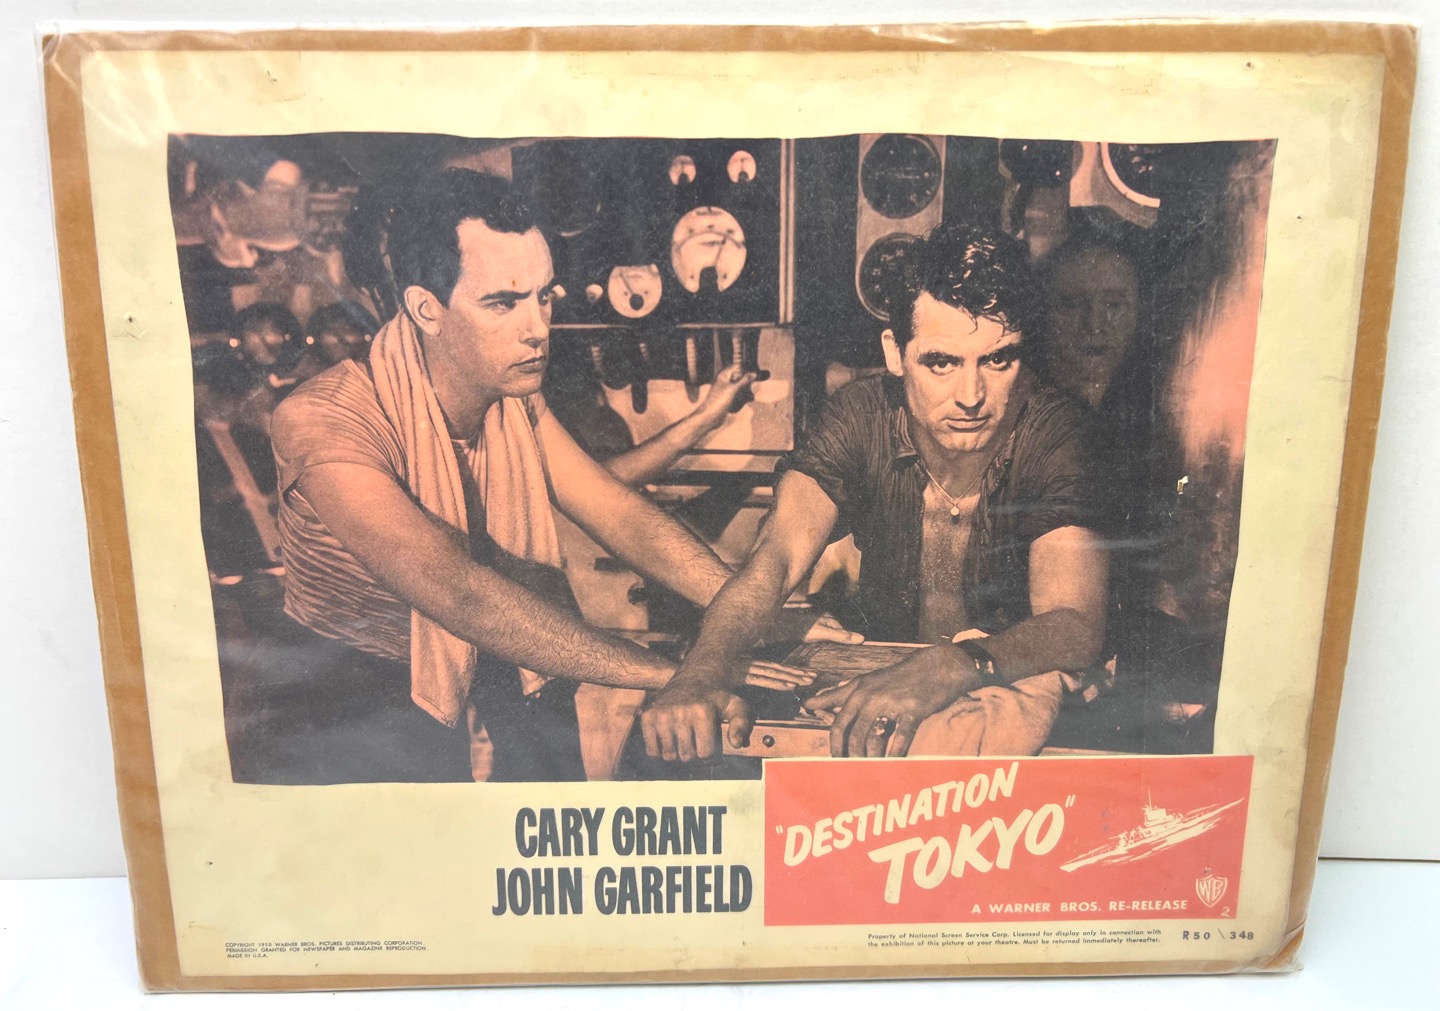 CARY GRANT
JOHN GARFIELD
"DESTINATION
TOKYO"
A WARNER BROS. RE-RELEASE
WB
2
COPYRIGHT 1950 WARNER BROS. PICTURES DISTRIBUTING CORPORATION
PERMISSION GRANTED FOR NEWSPAPER AND MAGAZINE REPRODUCTION
MADE IN U.S.A.
Property of National Screen Service Corp. Licensed for display only in connection with
the exhibition of this picture at your theatre. Must be returned immediately thereafter.
R50 \ 348